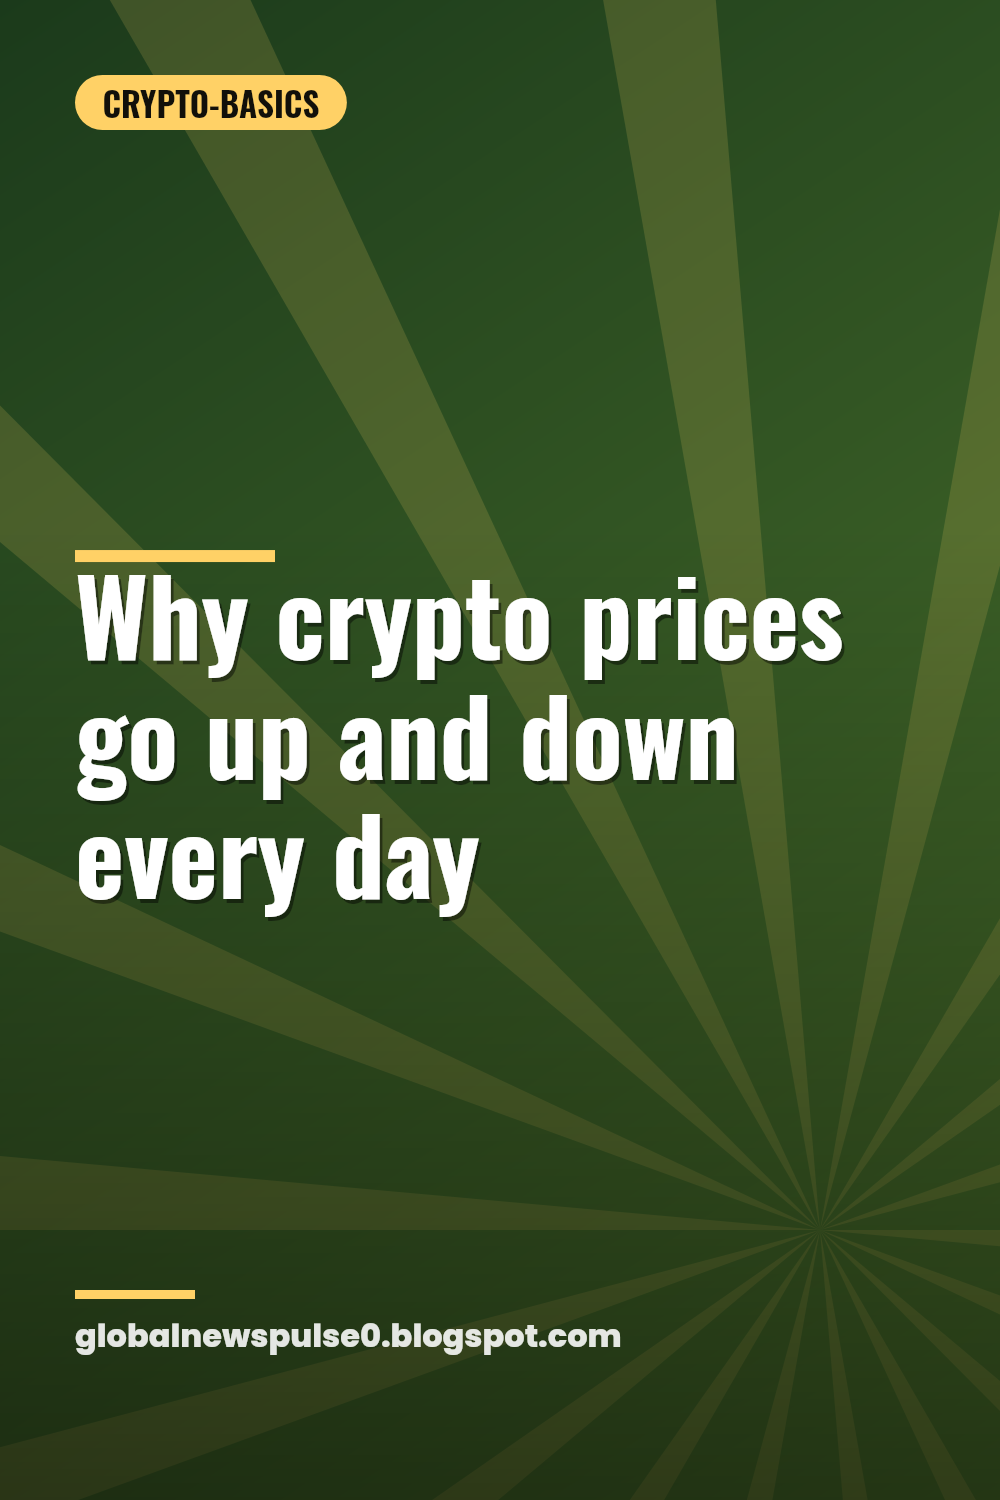 CRYPTO-BASICS
Why crypto prices
go up and down
every day
globalnewspulse0.blogspot.com